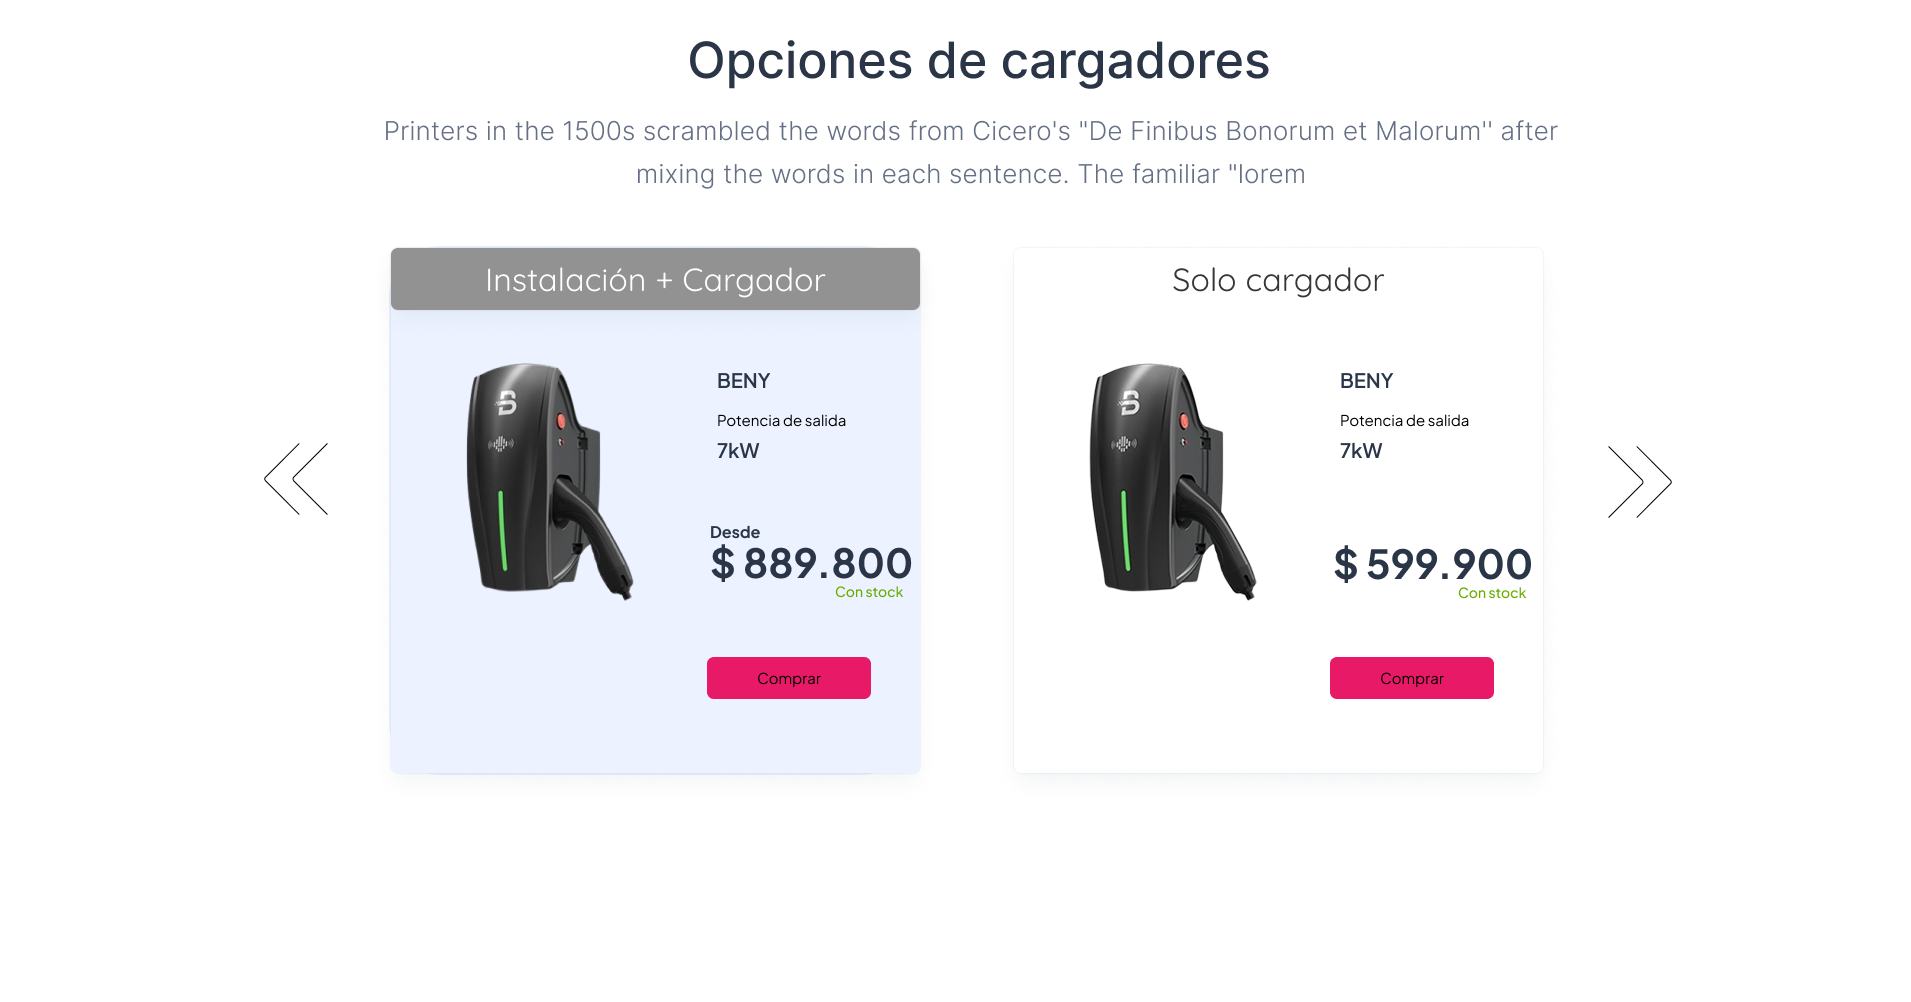 Opciones de cargadores
Printers in the 1500s scrambled the words from Cicero's "De Finibus Bonorum et Malorum'' after
mixing the words in each sentence. The familiar "lorem
Instalación + Cargador
BENY
Potencia de salida
7kW
Desde
$ 889.800
Con stock
Comprar
Solo cargador
BENY
Potencia de salida
7kW
$ 599.900
Con stock
Comprar